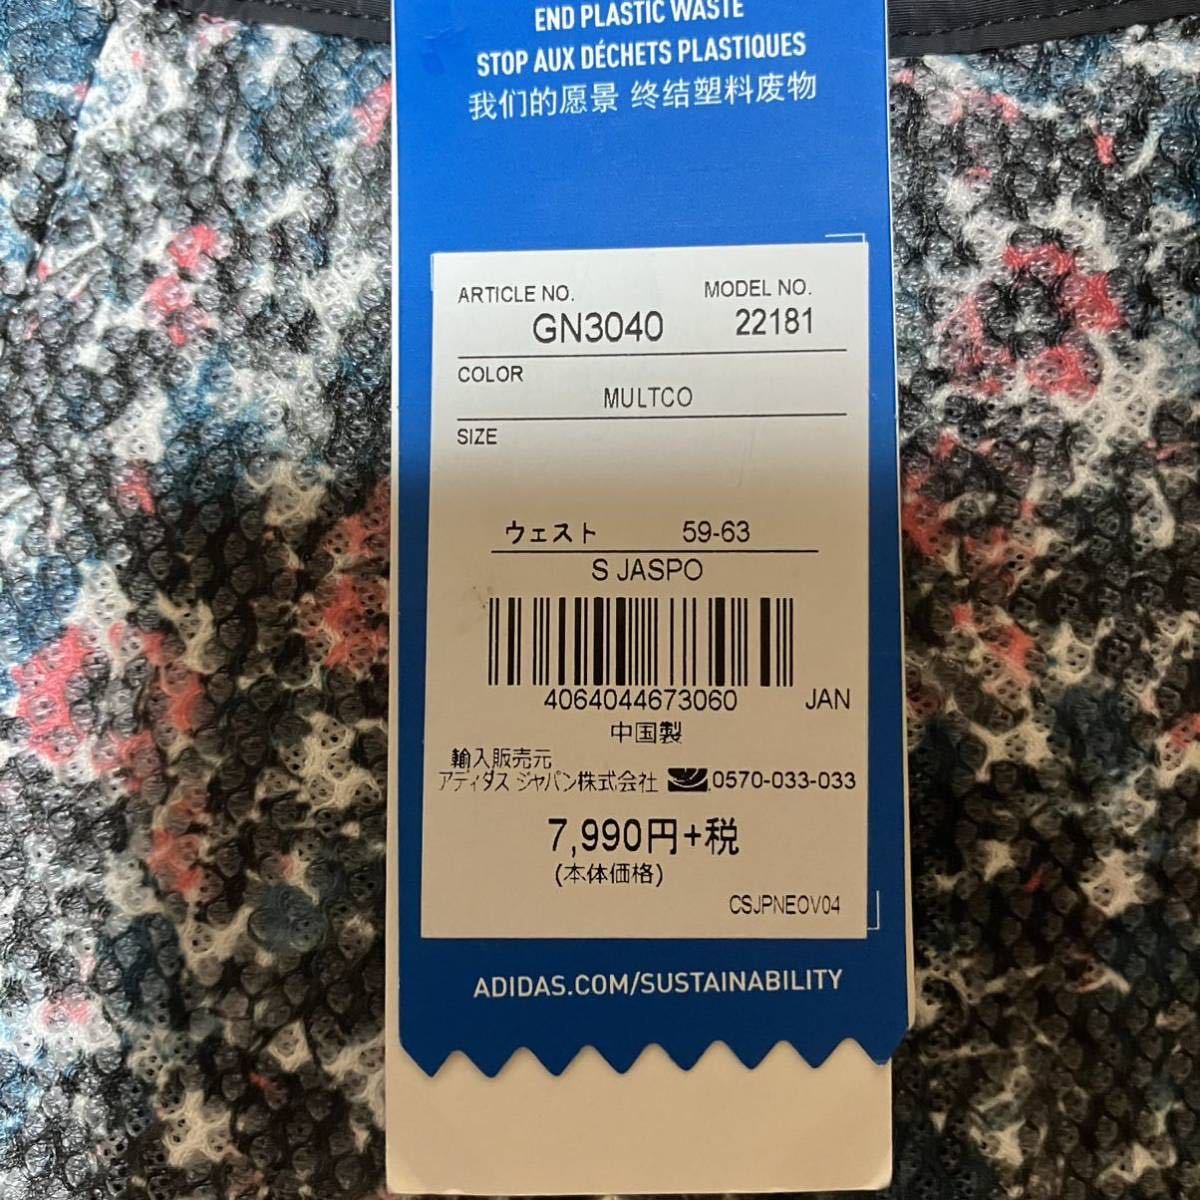 END PLASTIC WASTE
STOP AUX DÉCHETS PLASTIQUES
我们的愿景 终结塑料废物
ARTICLE NO. MODEL NO.
GN3040 22181
COLOR
MULTCO
SIZE
ウェスト 59-63
S JASPO
4064044673060 JAN
中国製
輸入販売元
アディダス ジャパン株式会社 0570-033-033
7,990円+税
(本体価格)
CSJPNEOV04
ADIDAS.COM/SUSTAINABILITY